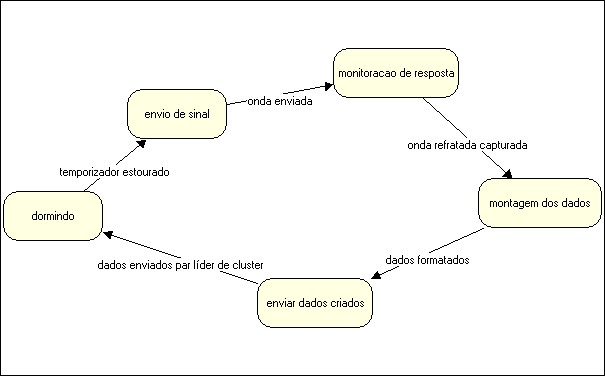 monitoracao de resposta
envio de sinal
onda enviada
onda refratada capturada
temporizador estourado
montagem dos dados
dormindo
dados enviados par líder de cluster
dados formatados
enviar dados criados